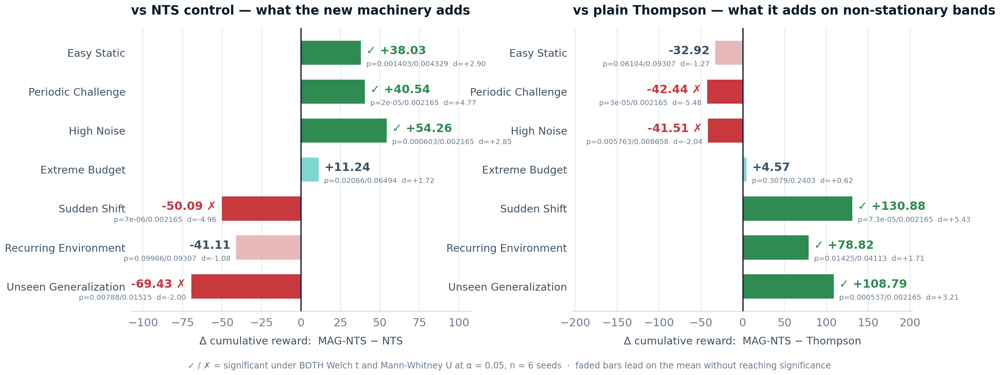 vs NTS control — what the new machinery adds
Easy Static
✓ +38.03
p=0.001403/0.004329 d=+2.90
Periodic Challenge
✓ +40.54
p=2e-05/0.002165 d=+4.77
High Noise
✓ +54.26
p=0.000603/0.002165 d=+2.85
Extreme Budget
+11.24
p=0.02066/0.06494 d=+1.72
Sudden Shift
-50.09 ✗
p=7e-06/0.002165 d=-4.96
Recurring Environment
-41.11
p=0.09966/0.09307 d=-1.08
Unseen Generalization
-69.43 ✗
p=0.00788/0.01515 d=-2.00
−100 −75 −50 −25 0 25 50 75 100
Δ cumulative reward: MAG-NTS − NTS
vs plain Thompson — what it adds on non-stationary bands
Easy Static
-32.92
p=0.06104/0.09307 d=-1.27
Periodic Challenge
-42.44 ✗
p=3e-05/0.002165 d=-5.48
High Noise
-41.51 ✗
p=0.005763/0.008658 d=-2.04
Extreme Budget
+4.57
p=0.3079/0.2403 d=+0.62
Sudden Shift
✓ +130.88
p=7.3e-05/0.002165 d=+5.43
Recurring Environment
✓ +78.82
p=0.01425/0.04113 d=+1.71
Unseen Generalization
✓ +108.79
p=0.000537/0.002165 d=+3.21
−200 −150 −100 −50 0 50 100 150 200
Δ cumulative reward: MAG-NTS − Thompson
✓ / ✗ = significant under BOTH Welch t and Mann-Whitney U at α = 0.05, n = 6 seeds · faded bars lead on the mean without reaching significance